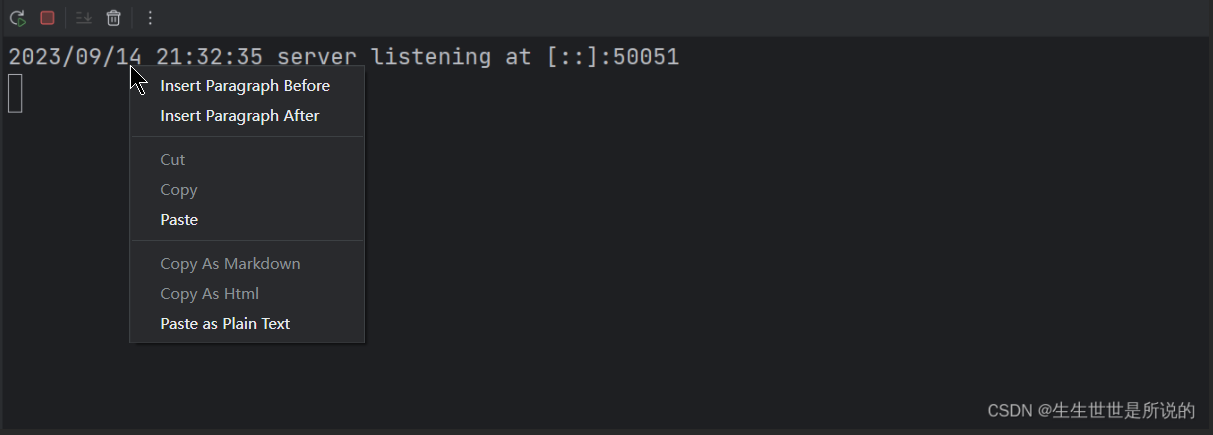 2023/09/14 21:32:35 server listening at [::]:50051
Insert Paragraph Before
Insert Paragraph After
Cut
Copy
Paste
Copy As Markdown
Copy As Html
Paste as Plain Text
CSDN @生生世世是所说的